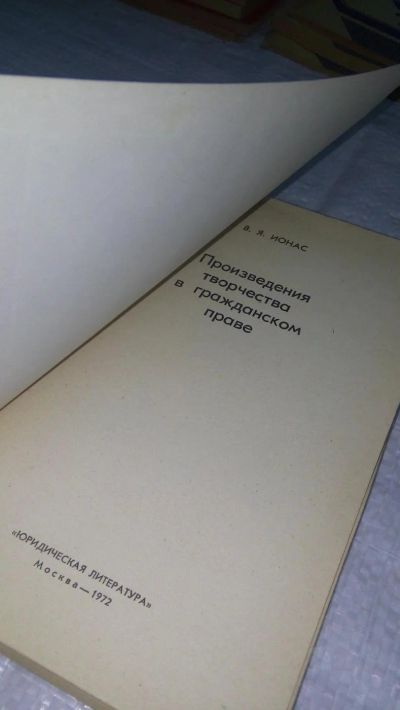 В. Я. ИОНАС
Произведения
творчества
в гражданском
праве
«ЮРИДИЧЕСКАЯ ЛИТЕРАТУРА»
Москва—1972